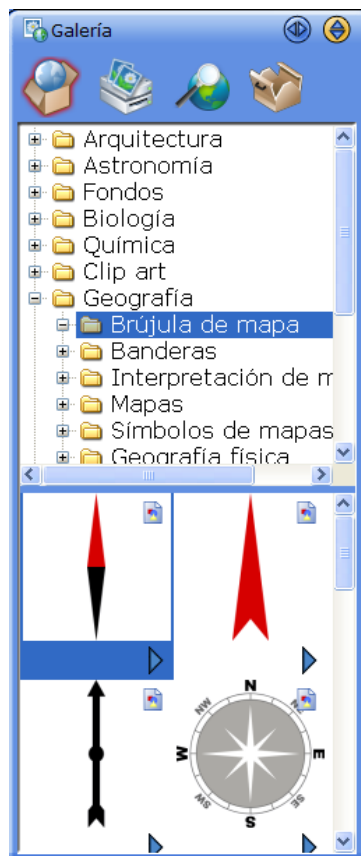 Galería
Arquitectura
Astronomía
Fondos
Biología
Química
Clip art
Geografía
Brújula de mapa
Banderas
Interpretación de m
Mapas
Símbolos de mapas
Geografía física
N
NW
NE
W
E
SW
SE
S